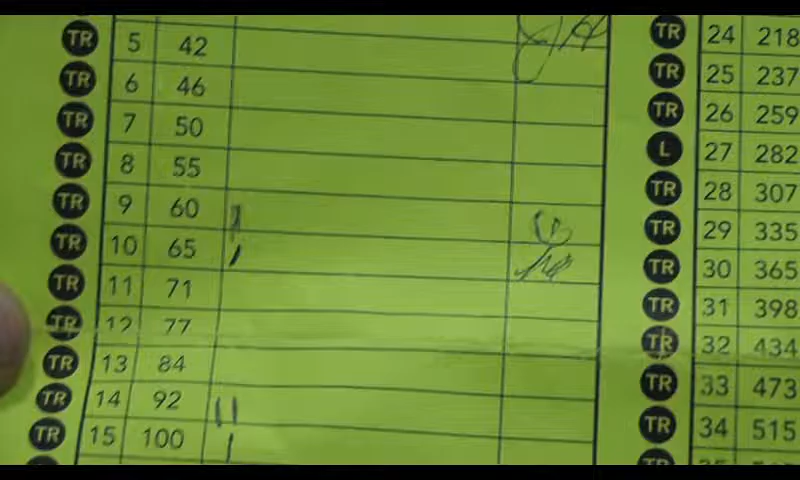 TR 5 42
TR 6 46
TR 7 50
TR 8 55
TR 9 60
TR 10 65
TR 11 71
TR 12 77
TR 13 84
TR 14 92
TR 15 100
TR 24 218
TR 25 237
TR 26 259
L 27 282
TR 28 307
TR 29 335
TR 30 365
TR 31 398
TR 32 434
TR 33 473
TR 34 515
TR